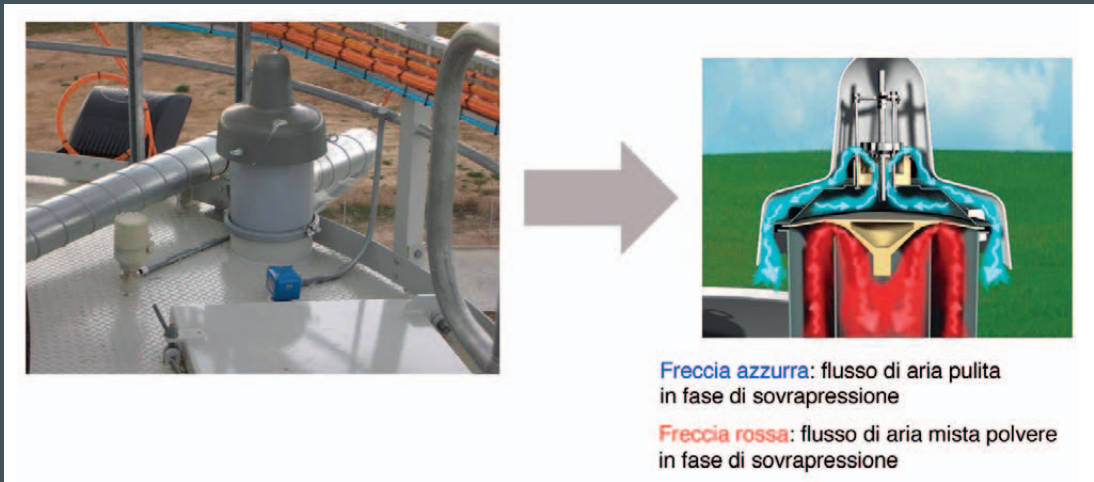 Freccia azzurra: flusso di aria pulita
in fase di sovrapressione
Freccia rossa: flusso di aria mista polvere
in fase di sovrapressione